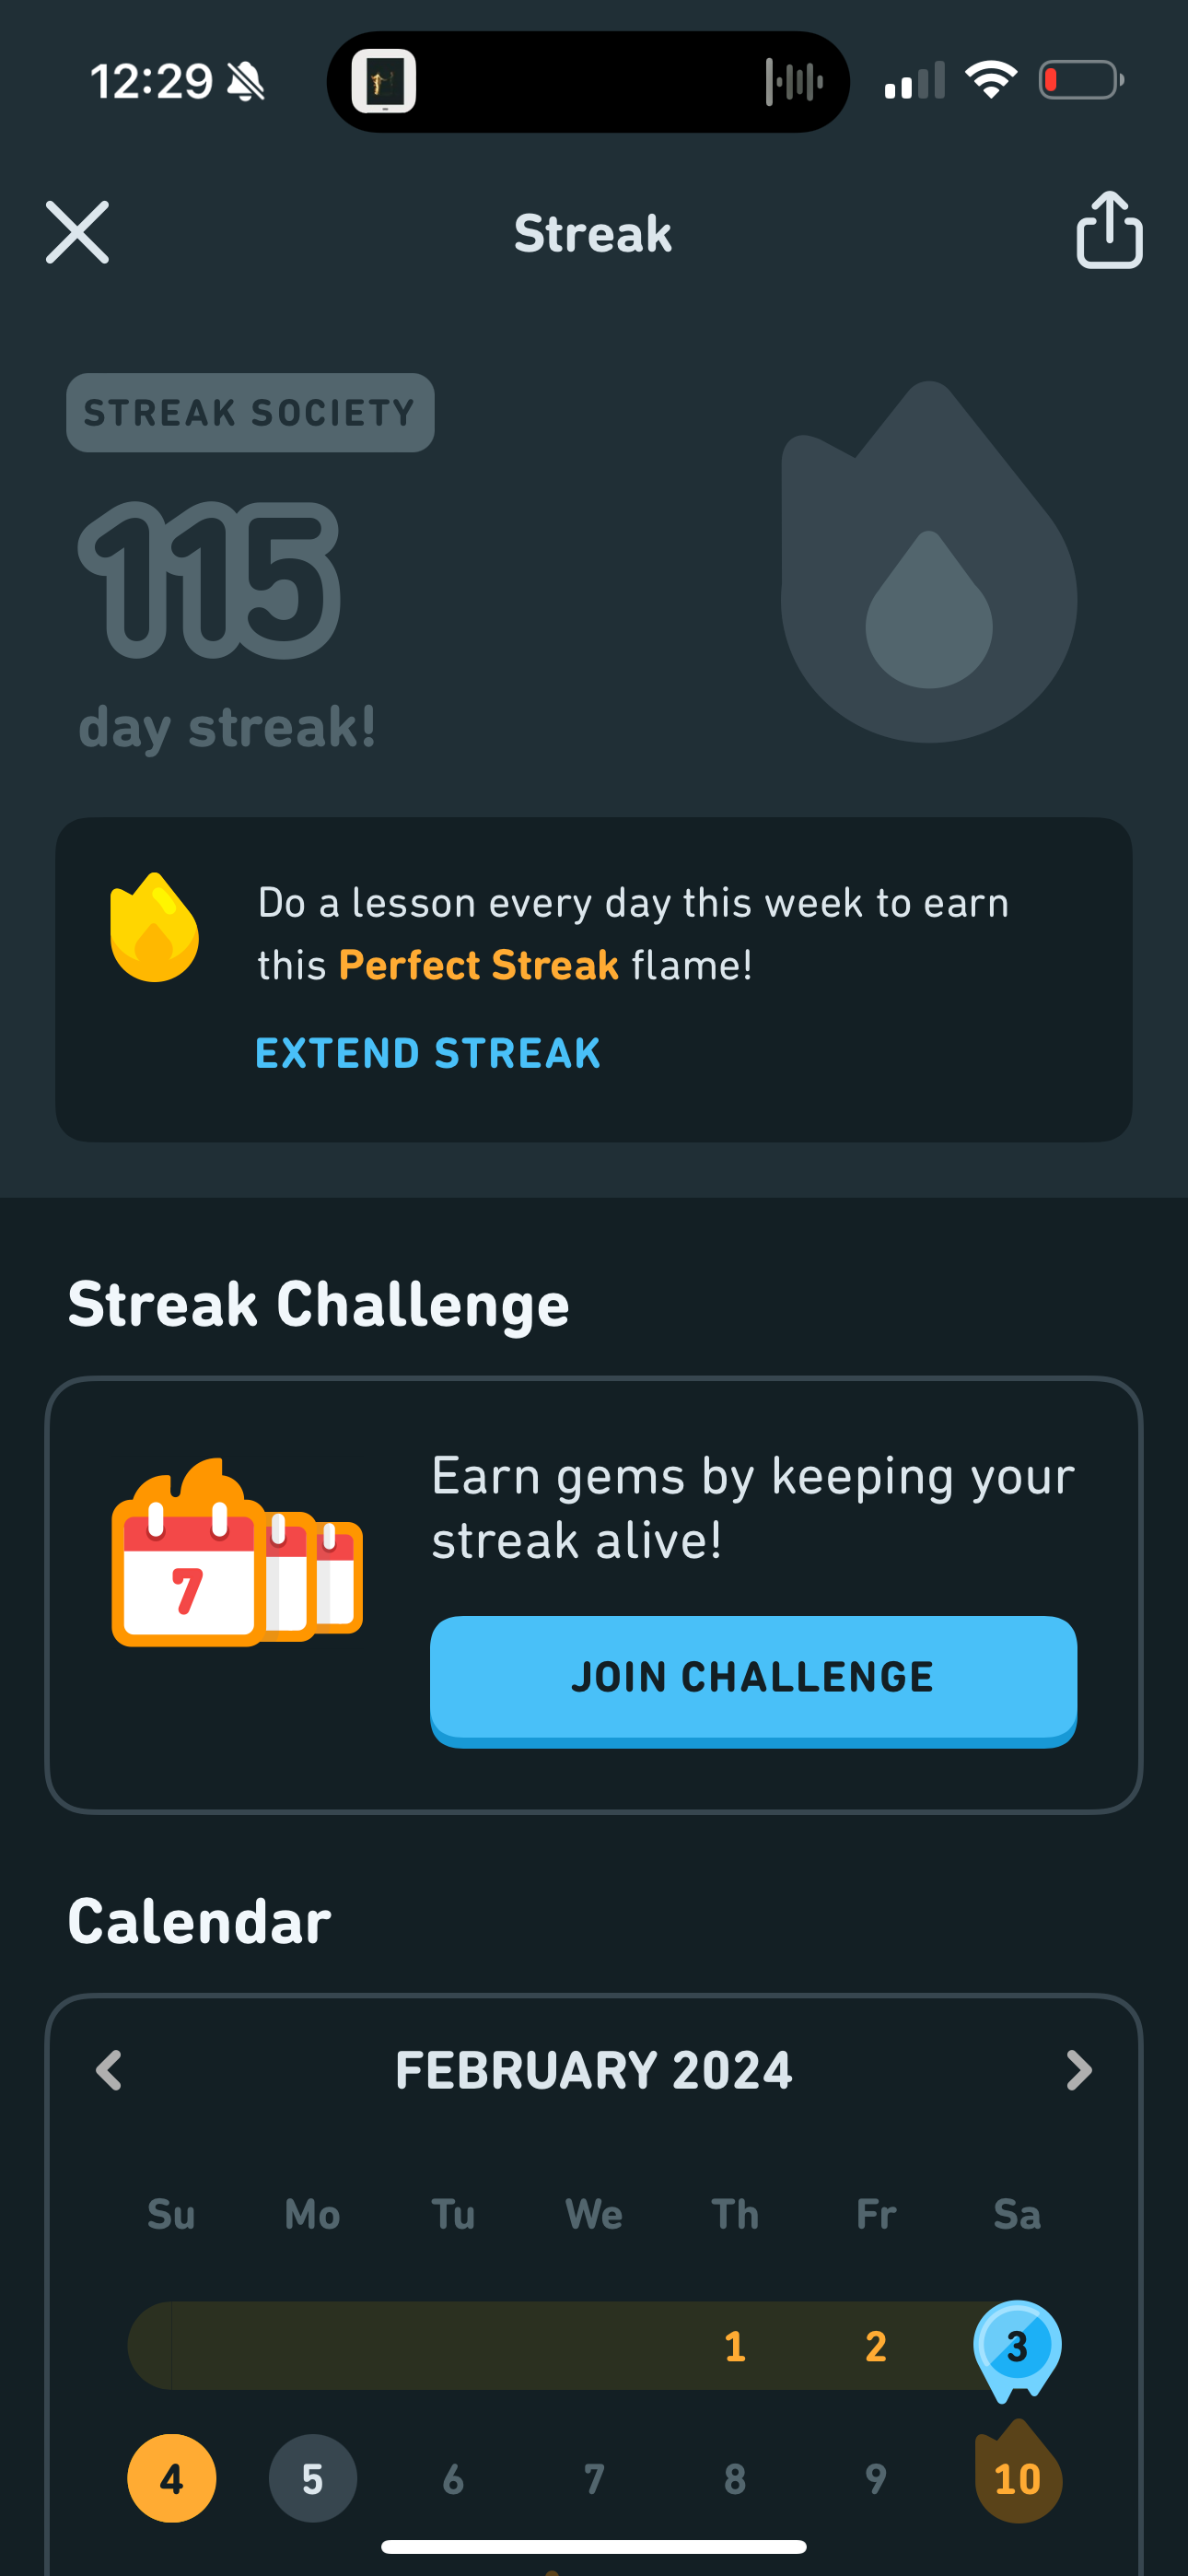 12:29
Streak
STREAK SOCIETY
115
day streak!
Do a lesson every day this week to earn
this Perfect Streak flame!
EXTEND STREAK
Streak Challenge
7
Earn gems by keeping your
streak alive!
JOIN CHALLENGE
Calendar
FEBRUARY 2024
Su Mo Tu We Th Fr Sa
1 2 3
4 5 6 7 8 9 10